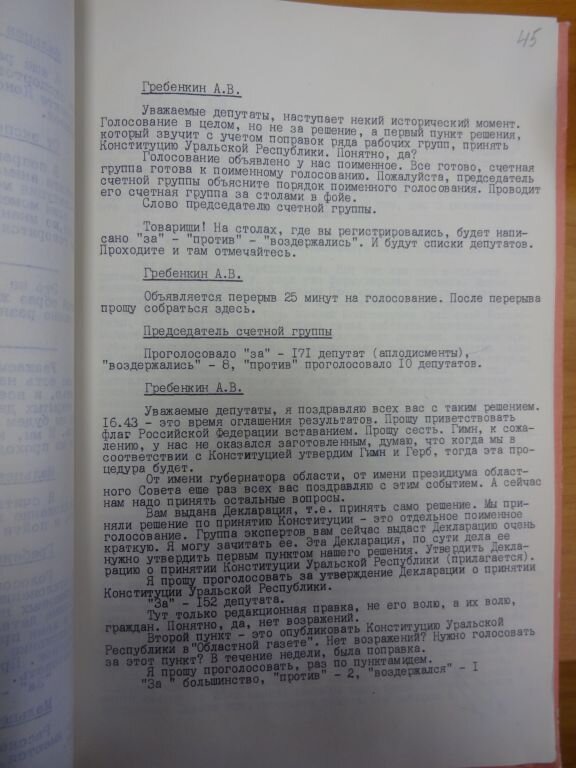 45
Гребенкин А.В.
Уважаемые депутаты, наступает некий исторический момент.
Голосование в целом, но не за решение, а первый пункт решения,
который звучит с учетом поправок ряда рабочих групп, принять
Конституцию Уральской Республики. Понятно, да?
Голосование объявлено у нас поименное. Все готово, счетная
группа готова к поименному голосованию. Пожалуйста, председатель
счетной группы объясните порядок поименного голосования. Проводит
его счетная группа за столами в фойе.
Слово председателю счетной группы.
Товарищи! На столах, где вы регистрировались, будет напи-
сано "за" - "против" - "воздержались". И будут списки депутатов.
Проходите и там отмечайтесь.
Гребенкин А.В.
Объявляется перерыв 25 минут на голосование. После перерыва
прошу собраться здесь.
Председатель счетной группы
Проголосовало "за" - I7I депутат (аплодисменты),
"воздержались" - 8, "против" проголосовало I0 депутатов.
Гребенкин А.В.
Уважаемые депутаты, я поздравляю всех вас с таким решением.
I6.43 - это время оглашения результатов. Прошу приветствовать
флаг Российской Федерации вставанием. Прошу сесть. Гимн, к сожа-
лению, у нас не оказался заготовленным, думаю, что когда мы в
соответствии с Конституцией утвердим Гимн и Герб, тогда эта про-
цедура будет.
От имени губернатора области, от имени президиума област-
ного Совета еще раз всех вас поздравляю с этим событием. А сейчас
нам надо принять остальные вопросы.
Вам выдана Декларация, т.е. принять само решение. Мы при-
няли решение по принятию Конституции - это отдельное поименное
голосование. Группа экспертов вам сейчас выдаст Декларацию очень
краткую. Я могу зачитать ее. Эта Декларация, по сути дела ее
нужно утвердить первым пунктом нашего решения. Утвердить Декла-
рацию о принятии Конституции Уральской Республики (прилагается).
Я прошу проголосовать за утверждение Декларации о принятии
Конституции Уральской Республики.
"За" - I52 депутата.
Тут только редакционная правка, не его волю, а их волю,
граждан. Понятно, да, нет возражений.
Второй пункт - это опубликовать Конституцию Уральской
Республики в "Областной газете". Нет возражений? Нужно голосовать
за этот пункт? В течение недели, была поправка.
Я прошу проголосовать, раз по пунктамидем.
"За " большинство, "против" - 2, "воздержался" - I